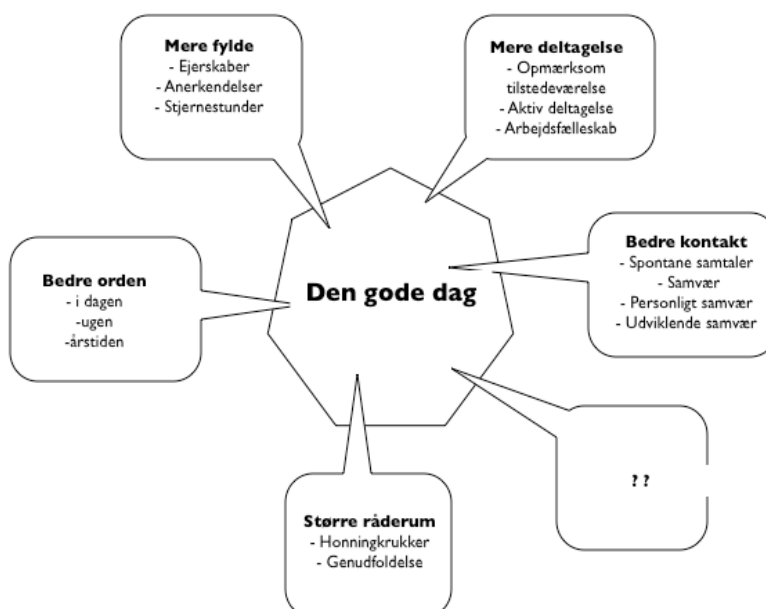 Mere fylde
- Ejerskaber
- Anerkendelser
- Stjernestunder
Mere deltagelse
- Opmærksom
tilstedeværelse
- Aktiv deltagelse
- Arbejdsfælleskab
Bedre orden
- i dagen
-ugen
-årstiden
Den gode dag
Bedre kontakt
- Spontane samtaler
- Samvær
- Personligt samvær
- Udviklende samvær
Større råderum
- Honningkrukker
- Genudfoldelse
? ?